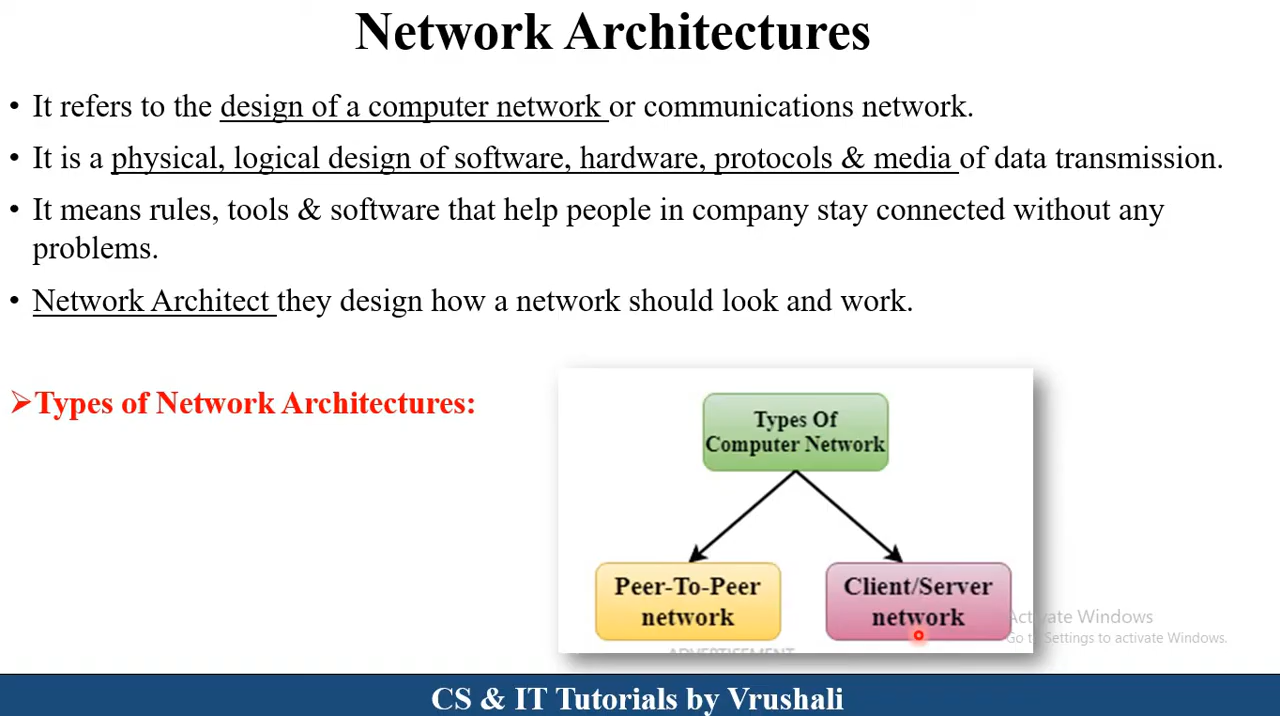 Network Architectures
• It refers to the design of a computer network or communications network.
• It is a physical, logical design of software, hardware, protocols & media of data transmission.
• It means rules, tools & software that help people in company stay connected without any
problems.
• Network Architect they design how a network should look and work.
➢Types of Network Architectures:
Types Of
Computer Network
Peer-To-Peer
network
Client/Server
network
Activate Windows
Go to Settings to activate Windows.
ADVERTISEMENT
CS & IT Tutorials by Vrushali